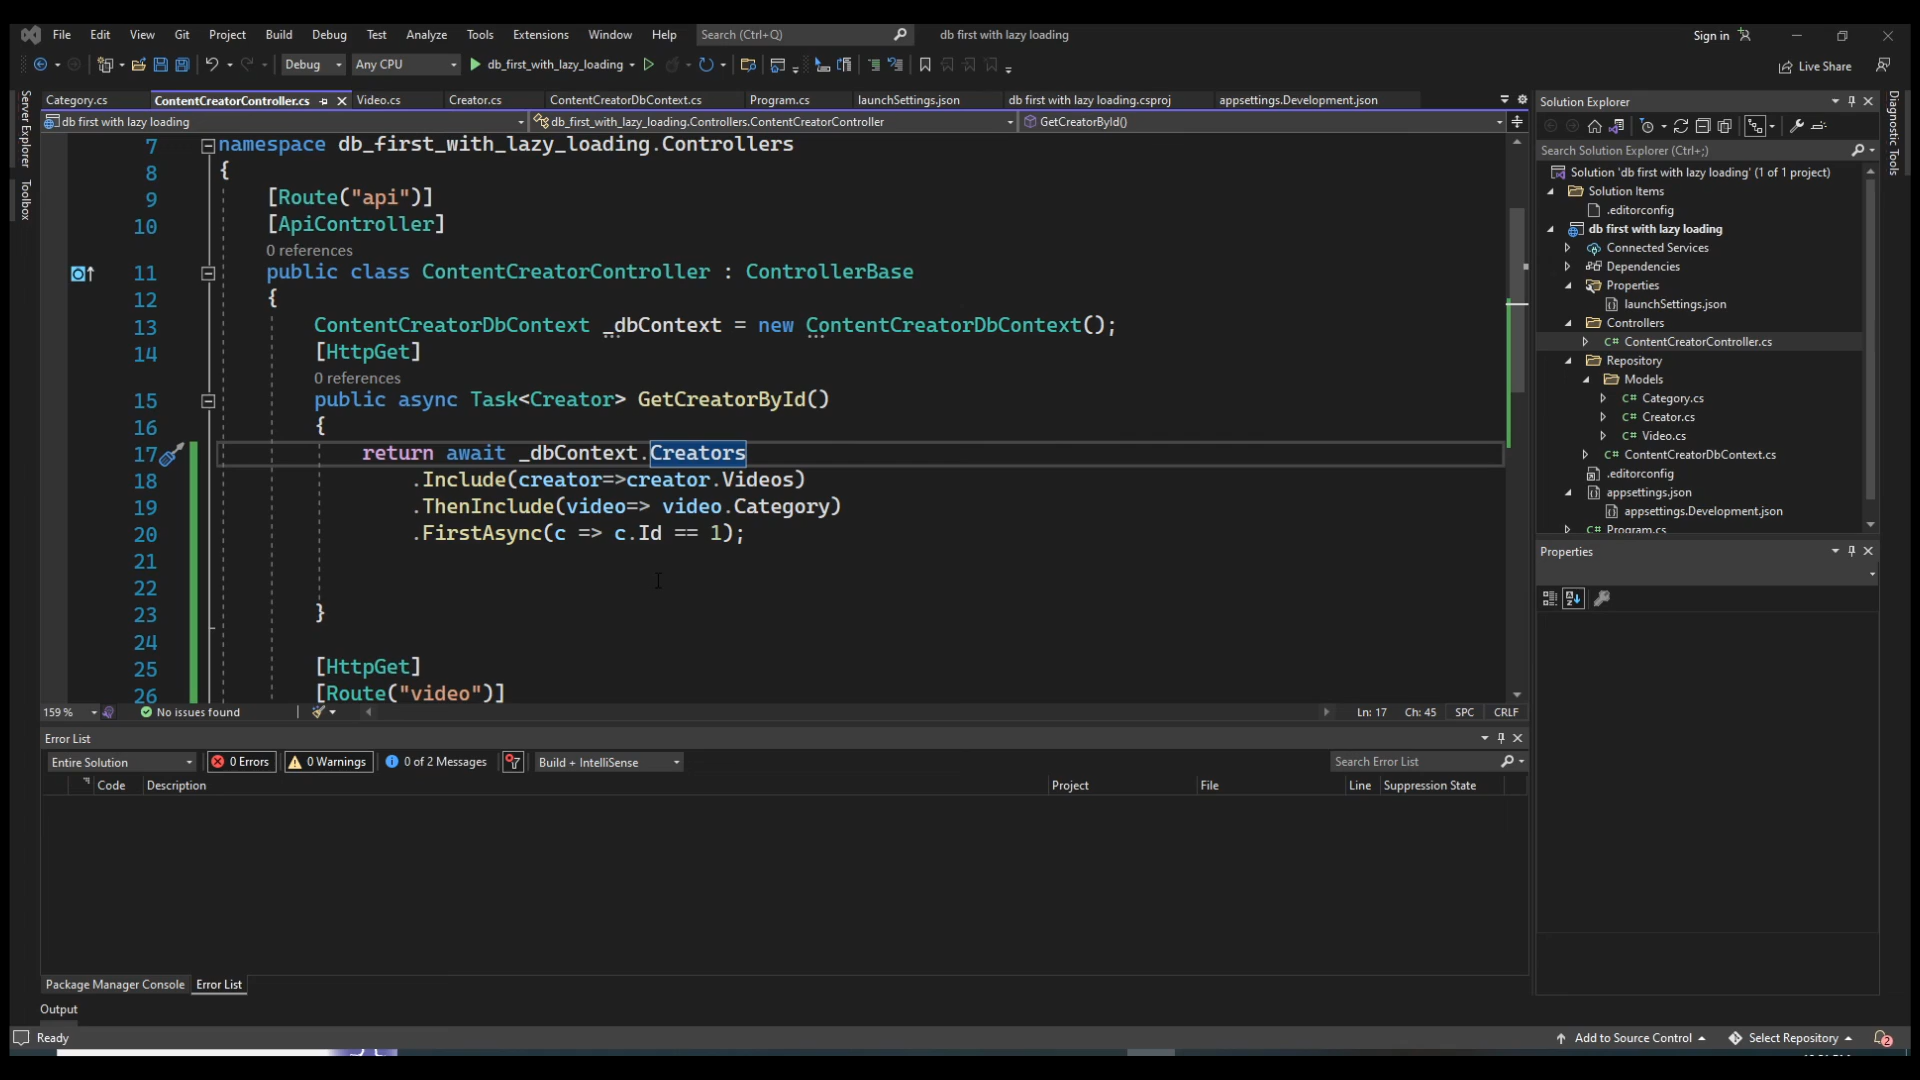 File Edit View Git Project Build Debug Test Analyze Tools Extensions Window Help Search (Ctrl+Q) db first with lazy loading Sign in
Debug Any CPU db_first_with_lazy_loading Live Share
Category.cs ContentCreatorController.cs Video.cs Creator.cs ContentCreatorDbContext.cs Program.cs launchSettings.json db first with lazy loading.csproj appsettings.Development.json
db first with lazy loading db_first_with_lazy_loading.Controllers.ContentCreatorController GetCreatorById()
Server Explorer
Toolbox
7 namespace db_first_with_lazy_loading.Controllers
8 {
9 [Route("api")]
10 [ApiController]
0 references
11 public class ContentCreatorController : ControllerBase
12 {
13 ContentCreatorDbContext _dbContext = new ContentCreatorDbContext();
14 [HttpGet]
0 references
15 public async Task<Creator> GetCreatorById()
16 {
17 return await _dbContext.Creators
18 .Include(creator=>creator.Videos)
19 .ThenInclude(video=> video.Category)
20 .FirstAsync(c => c.Id == 1);
21
22
23 }
24
25 [HttpGet]
26 [Route("video")]
159 % No issues found Ln: 17 Ch: 45 SPC CRLF
Error List
Entire Solution 0 Errors 0 Warnings 0 of 2 Messages Build + IntelliSense Search Error List
Code Description Project File Line Suppression State
Package Manager Console Error List
Output
Ready Add to Source Control Select Repository 2
Solution Explorer
Search Solution Explorer (Ctrl+;)
Solution 'db first with lazy loading' (1 of 1 project)
Solution Items
.editorconfig
db first with lazy loading
Connected Services
Dependencies
Properties
launchSettings.json
Controllers
C# ContentCreatorController.cs
Repository
Models
C# Category.cs
C# Creator.cs
C# Video.cs
C# ContentCreatorDbContext.cs
.editorconfig
appsettings.json
appsettings.Development.json
C# Program.cs
Properties
Diagnostic Tools